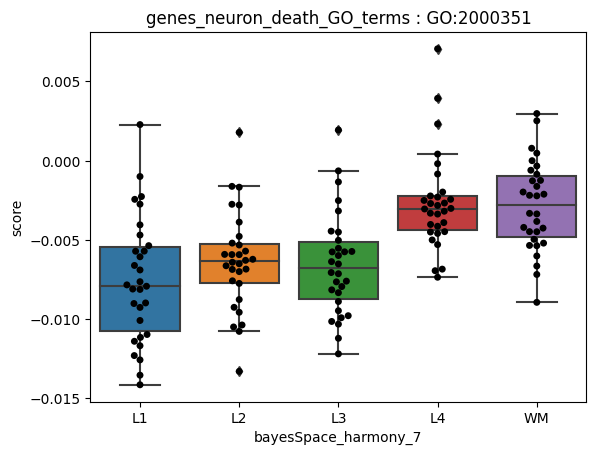 genes_neuron_death_GO_terms : GO:2000351
0.005
0.000
−0.005
−0.010
−0.015
score
L1 L2 L3 L4 WM
bayesSpace_harmony_7